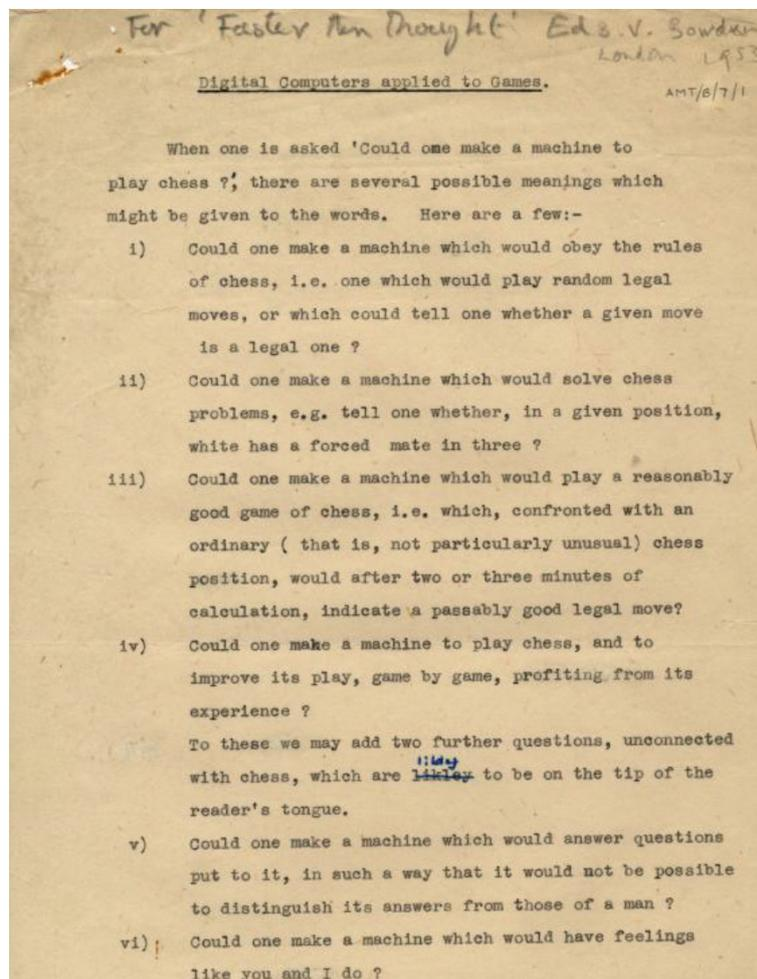 For 'Faster than Thought' Ed B. V. Bowden
London 1953
Digital Computers applied to Games.
AMT/B/7/1
When one is asked 'Could one make a machine to
play chess ?', there are several possible meanings which
might be given to the words. Here are a few:-
i) Could one make a machine which would obey the rules
of chess, i.e. one which would play random legal
moves, or which could tell one whether a given move
is a legal one ?
ii) Could one make a machine which would solve chess
problems, e.g. tell one whether, in a given position,
white has a forced mate in three ?
iii) Could one make a machine which would play a reasonably
good game of chess, i.e. which, confronted with an
ordinary ( that is, not particularly unusual) chess
position, would after two or three minutes of
calculation, indicate a passably good legal move?
iv) Could one make a machine to play chess, and to
improve its play, game by game, profiting from its
experience ?
To these we may add two further questions, unconnected
likely
with chess, which are likley to be on the tip of the
reader's tongue.
v) Could one make a machine which would answer questions
put to it, in such a way that it would not be possible
to distinguish its answers from those of a man ?
vi) Could one make a machine which would have feelings
like you and I do ?